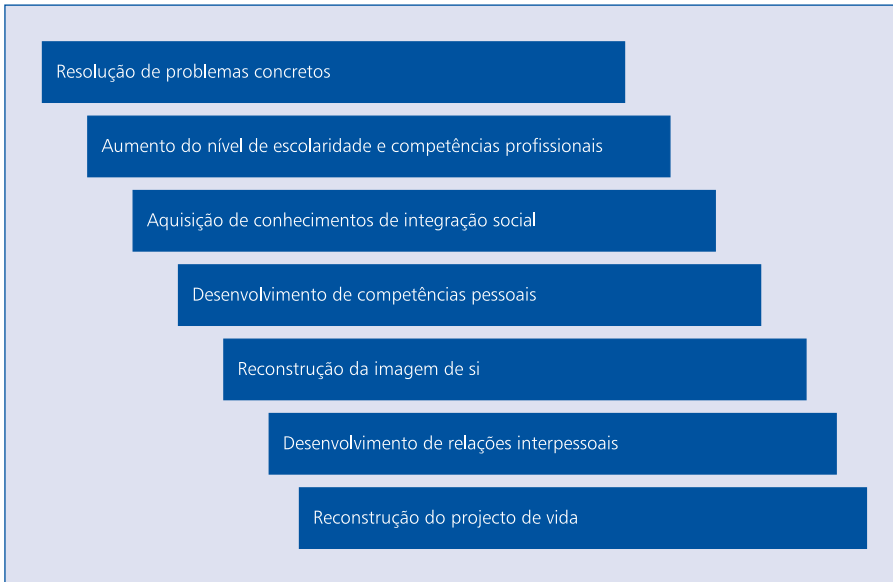 Resolução de problemas concretos
Aumento do nível de escolaridade e competências profissionais
Aquisição de conhecimentos de integração social
Desenvolvimento de competências pessoais
Reconstrução da imagem de si
Desenvolvimento de relações interpessoais
Reconstrução do projecto de vida